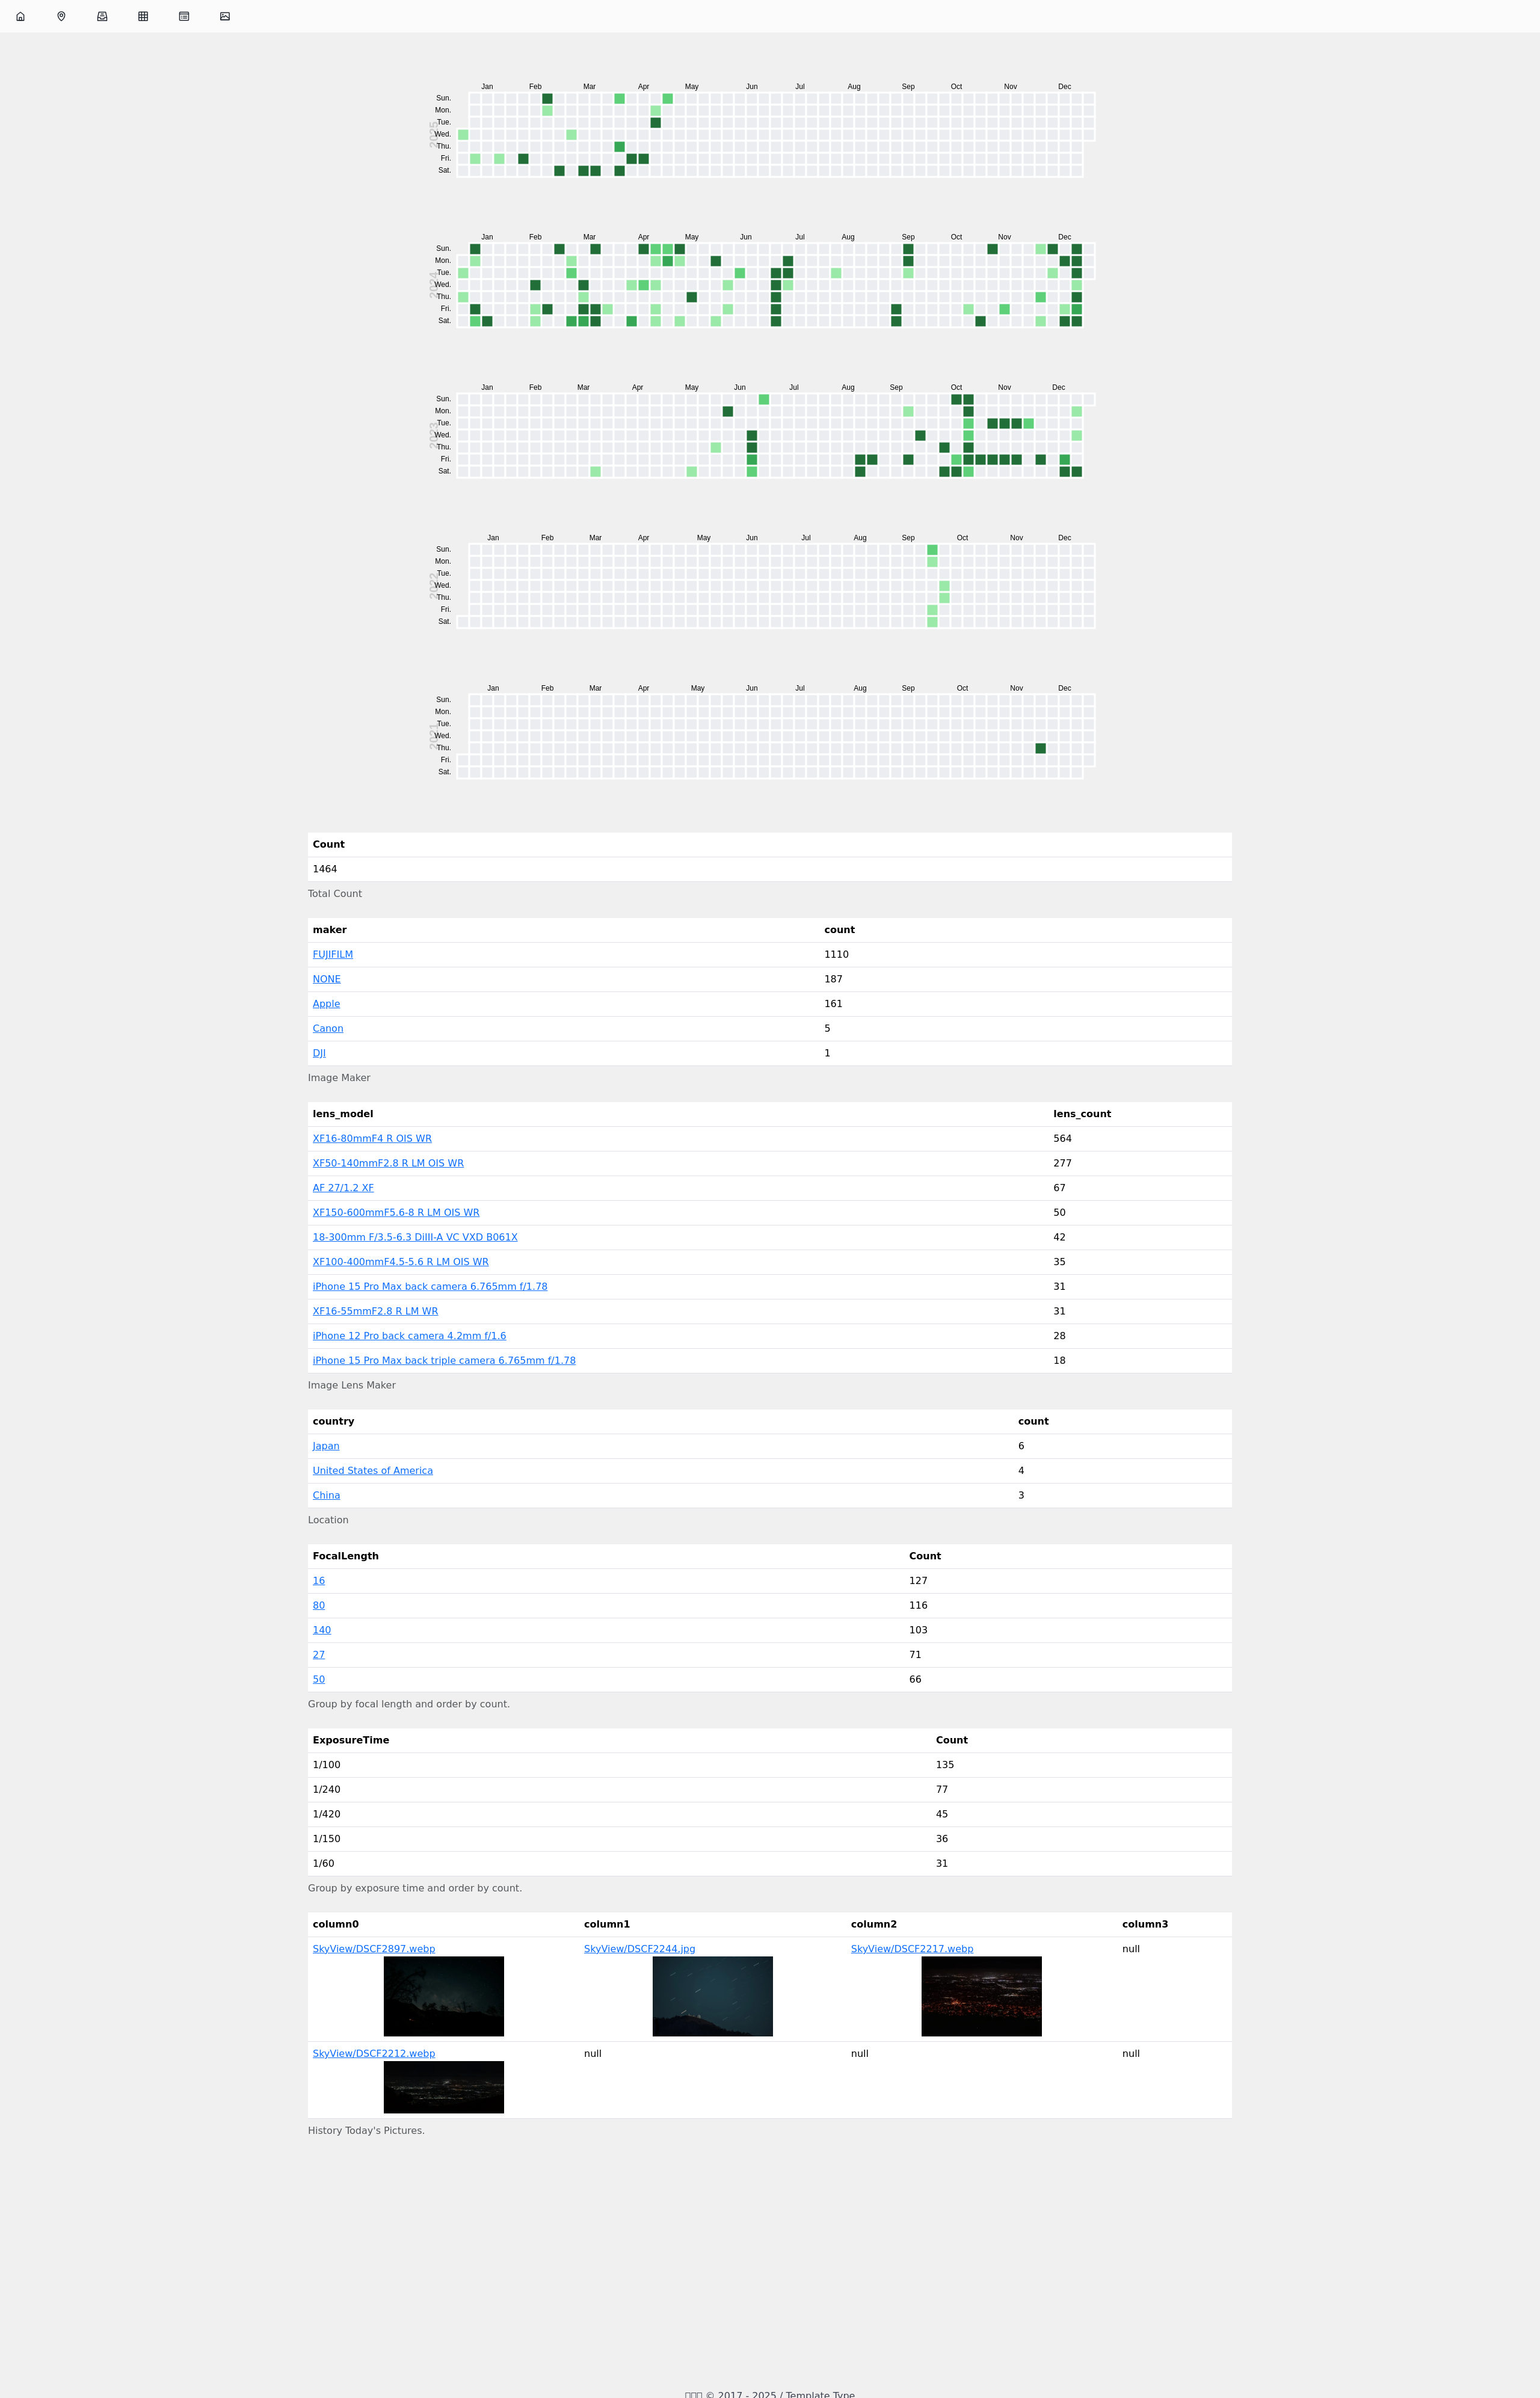 Jan Feb Mar Apr May Jun Jul Aug Sep Oct Nov Dec
2025
Sun.
Mon.
Tue.
Wed.
Thu.
Fri.
Sat.
Jan Feb Mar Apr May Jun Jul Aug Sep Oct Nov Dec
2024
Sun.
Mon.
Tue.
Wed.
Thu.
Fri.
Sat.
Jan Feb Mar Apr May Jun Jul Aug Sep Oct Nov Dec
2023
Sun.
Mon.
Tue.
Wed.
Thu.
Fri.
Sat.
Jan Feb Mar Apr May Jun Jul Aug Sep Oct Nov Dec
2022
Sun.
Mon.
Tue.
Wed.
Thu.
Fri.
Sat.
Jan Feb Mar Apr May Jun Jul Aug Sep Oct Nov Dec
2021
Sun.
Mon.
Tue.
Wed.
Thu.
Fri.
Sat.
Count
1464
Total Count
maker count
FUJIFILM 1110
NONE 187
Apple 161
Canon 5
DJI 1
Image Maker
lens_model lens_count
XF16-80mmF4 R OIS WR 564
XF50-140mmF2.8 R LM OIS WR 277
AF 27/1.2 XF 67
XF150-600mmF5.6-8 R LM OIS WR 50
18-300mm F/3.5-6.3 DiIII-A VC VXD B061X 42
XF100-400mmF4.5-5.6 R LM OIS WR 35
iPhone 15 Pro Max back camera 6.765mm f/1.78 31
XF16-55mmF2.8 R LM WR 31
iPhone 12 Pro back camera 4.2mm f/1.6 28
iPhone 15 Pro Max back triple camera 6.765mm f/1.78 18
Image Lens Maker
country count
Japan 6
United States of America 4
China 3
Location
FocalLength Count
16 127
80 116
140 103
27 71
50 66
Group by focal length and order by count.
ExposureTime Count
1/100 135
1/240 77
1/420 45
1/150 36
1/60 31
Group by exposure time and order by count.
column0 column1 column2 column3
SkyView/DSCF2897.webp SkyView/DSCF2244.jpg SkyView/DSCF2217.webp null
SkyView/DSCF2212.webp null null null
History Today's Pictures.
© 2017 - 2025 / Template Type